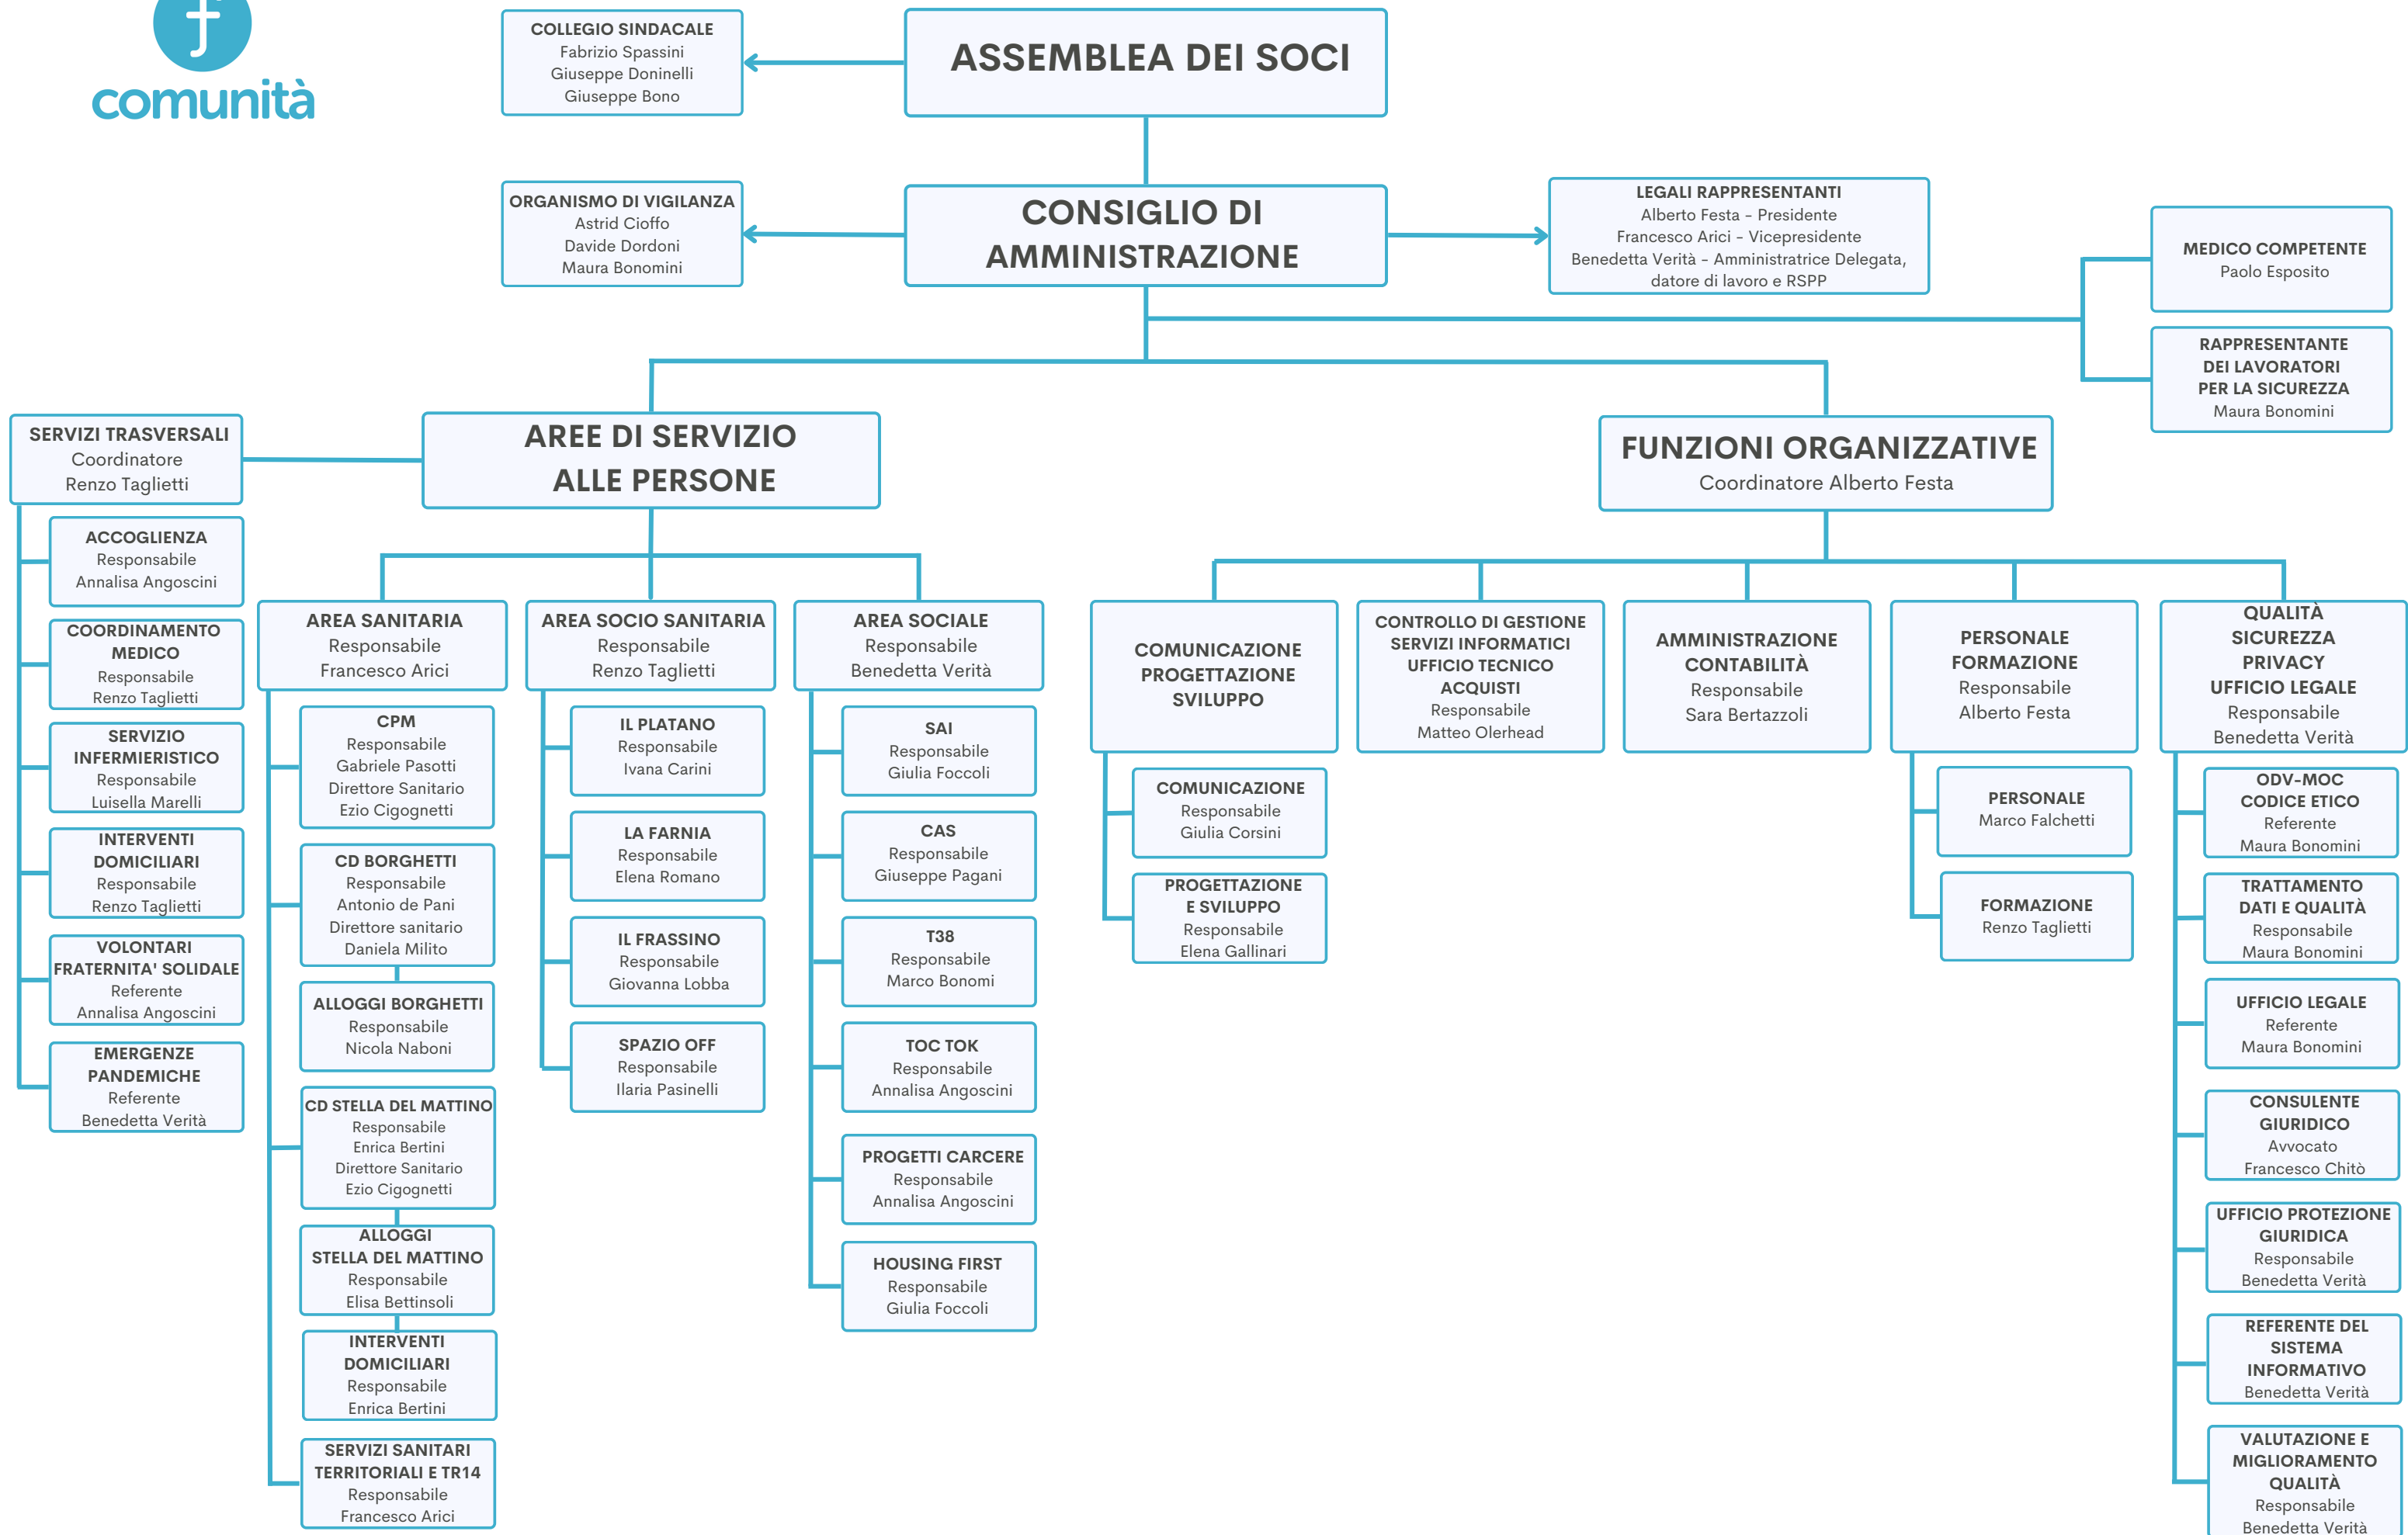 comunità
COLLEGIO SINDACALE
Fabrizio Spassini
Giuseppe Doninelli
Giuseppe Bono
ASSEMBLEA DEI SOCI
ORGANISMO DI VIGILANZA
Astrid Cioffo
Davide Dordoni
Maura Bonomini
CONSIGLIO DI
AMMINISTRAZIONE
LEGALI RAPPRESENTANTI
Alberto Festa - Presidente
Francesco Arici - Vicepresidente
Benedetta Verità - Amministratrice Delegata,
datore di lavoro e RSPP
MEDICO COMPETENTE
Paolo Esposito
RAPPRESENTANTE
DEI LAVORATORI
PER LA SICUREZZA
Maura Bonomini
SERVIZI TRASVERSALI
Coordinatore
Renzo Taglietti
AREE DI SERVIZIO
ALLE PERSONE
FUNZIONI ORGANIZZATIVE
Coordinatore Alberto Festa
ACCOGLIENZA
Responsabile
Annalisa Angoscini
COORDINAMENTO
MEDICO
Responsabile
Renzo Taglietti
SERVIZIO
INFERMIERISTICO
Responsabile
Luisella Marelli
INTERVENTI
DOMICILIARI
Responsabile
Renzo Taglietti
VOLONTARI
FRATERNITA' SOLIDALE
Referente
Annalisa Angoscini
EMERGENZE
PANDEMICHE
Referente
Benedetta Verità
AREA SANITARIA
Responsabile
Francesco Arici
CPM
Responsabile
Gabriele Pasotti
Direttore Sanitario
Ezio Cigognetti
CD BORGHETTI
Responsabile
Antonio de Pani
Direttore sanitario
Daniela Milito
ALLOGGI BORGHETTI
Responsabile
Nicola Naboni
CD STELLA DEL MATTINO
Responsabile
Enrica Bertini
Direttore Sanitario
Ezio Cigognetti
ALLOGGI
STELLA DEL MATTINO
Responsabile
Elisa Bettinsoli
INTERVENTI
DOMICILIARI
Responsabile
Enrica Bertini
SERVIZI SANITARI
TERRITORIALI E TR14
Responsabile
Francesco Arici
AREA SOCIO SANITARIA
Responsabile
Renzo Taglietti
IL PLATANO
Responsabile
Ivana Carini
LA FARNIA
Responsabile
Elena Romano
IL FRASSINO
Responsabile
Giovanna Lobba
SPAZIO OFF
Responsabile
Ilaria Pasinelli
AREA SOCIALE
Responsabile
Benedetta Verità
SAI
Responsabile
Giulia Foccoli
CAS
Responsabile
Giuseppe Pagani
T38
Responsabile
Marco Bonomi
TOC TOK
Responsabile
Annalisa Angoscini
PROGETTI CARCERE
Responsabile
Annalisa Angoscini
HOUSING FIRST
Responsabile
Giulia Foccoli
COMUNICAZIONE
PROGETTAZIONE
SVILUPPO
COMUNICAZIONE
Responsabile
Giulia Corsini
PROGETTAZIONE
E SVILUPPO
Responsabile
Elena Gallinari
CONTROLLO DI GESTIONE
SERVIZI INFORMATICI
UFFICIO TECNICO
ACQUISTI
Responsabile
Matteo Olerhead
AMMINISTRAZIONE
CONTABILITÀ
Responsabile
Sara Bertazzoli
PERSONALE
FORMAZIONE
Responsabile
Alberto Festa
PERSONALE
Marco Falchetti
FORMAZIONE
Renzo Taglietti
QUALITÀ
SICUREZZA
PRIVACY
UFFICIO LEGALE
Responsabile
Benedetta Verità
ODV-MOC
CODICE ETICO
Referente
Maura Bonomini
TRATTAMENTO
DATI E QUALITÀ
Responsabile
Maura Bonomini
UFFICIO LEGALE
Referente
Maura Bonomini
CONSULENTE
GIURIDICO
Avvocato
Francesco Chitò
UFFICIO PROTEZIONE
GIURIDICA
Responsabile
Benedetta Verità
REFERENTE DEL
SISTEMA
INFORMATIVO
Benedetta Verità
VALUTAZIONE E
MIGLIORAMENTO
QUALITÀ
Responsabile
Benedetta Verità